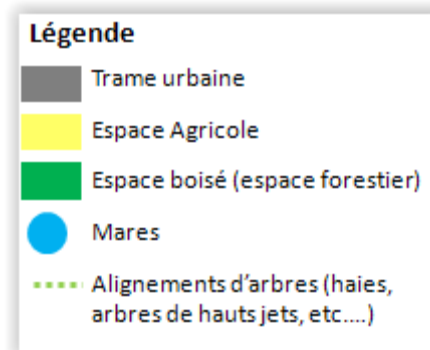 Légende
Trame urbaine
Espace Agricole
Espace boisé (espace forestier)
Mares
Alignements d'arbres (haies,
arbres de hauts jets, etc....)